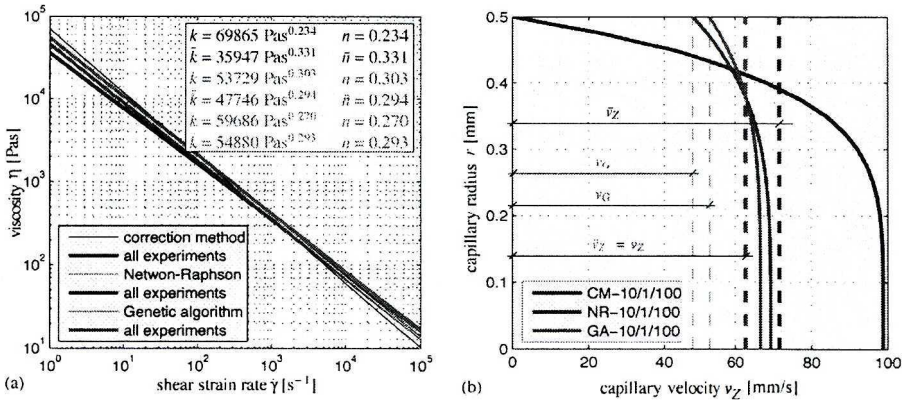 k = 69865 Pas^0.234 n = 0.234
k̄ = 35947 Pas^0.331 n̄ = 0.331
k = 53729 Pas^0.303 n = 0.303
k̄ = 47746 Pas^0.294 n̄ = 0.294
k = 59686 Pas^0.270 n = 0.270
k̄ = 54880 Pas^0.293 n = 0.293
10^5
10^4
10^3
10^2
10^1
viscosity η [Pas]
correction method
all experiments
Netwon-Raphson
all experiments
Genetic algorithm
all experiments
10^0 10^1 10^2 10^3 10^4 10^5
(a) shear strain rate γ̇ [s^−1]
0.5
0.4
0.3
0.2
0.1
0
capillary radius r [mm]
v̄_Z
v_G
= v_Z
CM−10/1/100
NR−10/1/100
GA−10/1/100
0 20 40 60 80 100
(b) capillary velocity v_Z [mm/s]